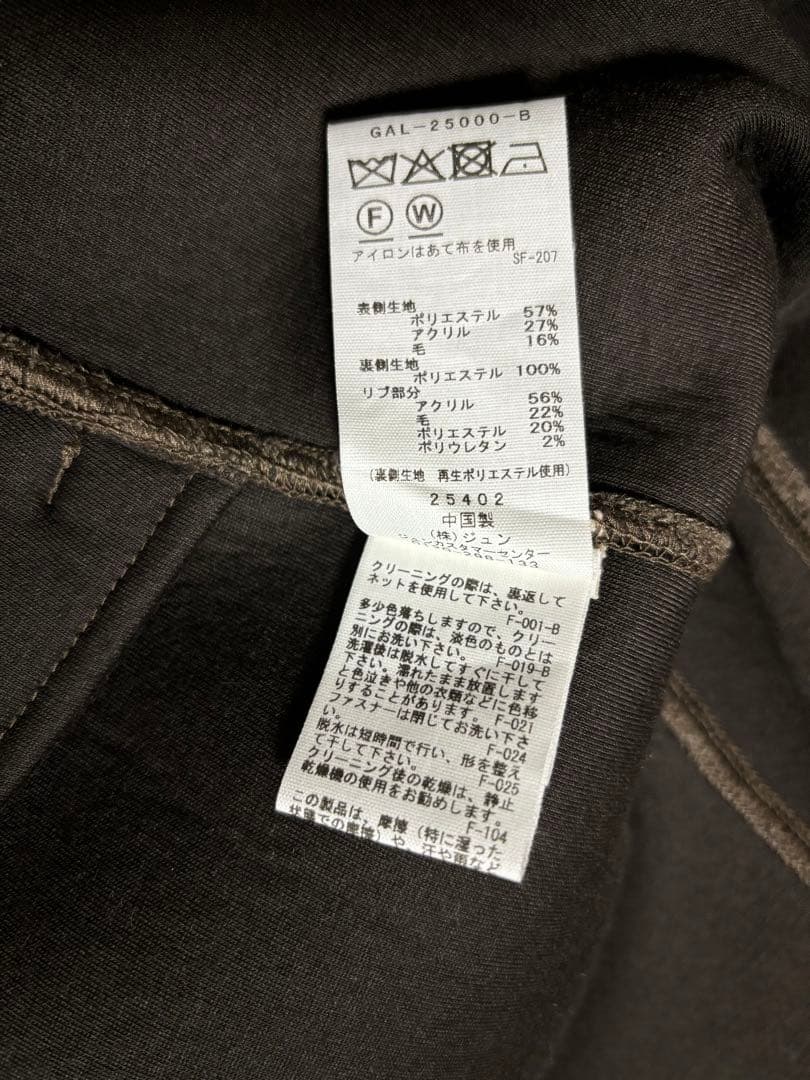 GAL-25000-B
F W
アイロンはあて布を使用
SF-207
表側生地
ポリエステル 57%
アクリル 27%
毛 16%
裏側生地
ポリエステル 100%
リブ部分
アクリル 56%
毛 22%
ポリエステル 20%
ポリウレタン 2%
(裏側生地 再生ポリエステル使用)
25402
中国製
(株)ジュン
カスタマーセンター
クリーニングの際は、裏返して
ネットを使用して下さい。
F-001-B
多少色落ちしますので、クリー
ニングの際は、淡色のものとは
別にお洗い下さい。 F-019-B
洗濯後は脱水してすぐに干して
下さい。濡れたまま放置します
と色泣きや他の衣類などに色移
りすることがあります。 F-021
ファスナーは閉じてお洗い下さ
い。 F-024
脱水は短時間で行い、形を整え
て干して下さい。 F-025
クリーニング後の乾燥は、静止
乾燥機の使用をお勧めします。
F-104
この製品は、摩擦(特に湿った
状態での摩擦)や、汗や雨など